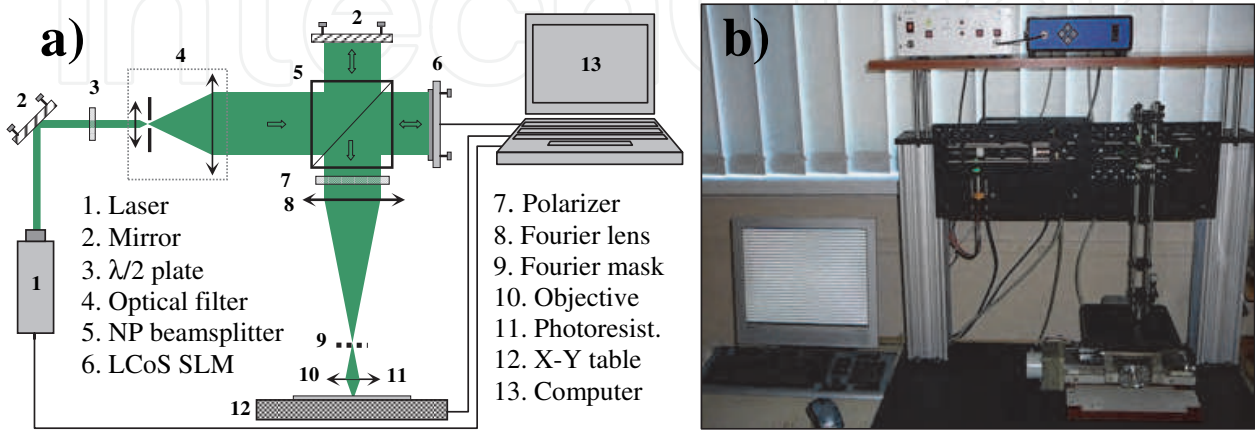 a)
b)
2
5
6
13
4
2
3
7
8
1
9
10
11
12
1. Laser
2. Mirror
3. λ/2 plate
4. Optical filter
5. NP beamsplitter
6. LCoS SLM
7. Polarizer
8. Fourier lens
9. Fourier mask
10. Objective
11. Photoresist.
12. X-Y table
13. Computer